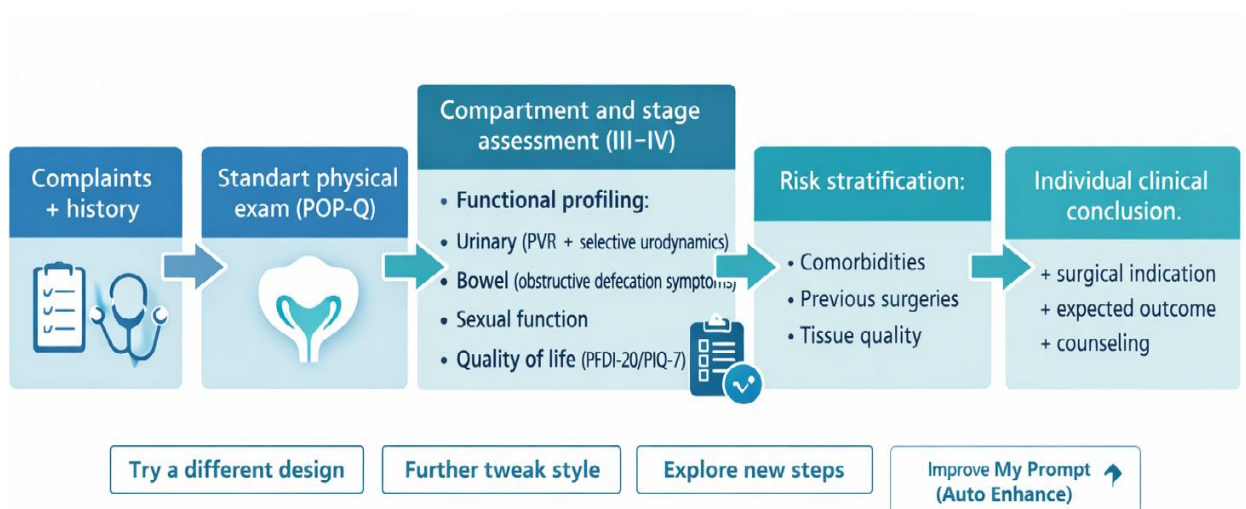 Complaints
+ history
Standart physical
exam (POP-Q)
Compartment and stage
assessment (III–IV)
• Functional profiling:
• Urinary (PVR + selective urodynamics)
• Bowel (obstructive defecation symptoms)
• Sexual function
• Quality of life (PFDI-20/PIQ-7)
Risk stratification:
• Comorbidities
• Previous surgeries
• Tissue quality
Individual clinical
conclusion.
+ surgical indication
+ expected outcome
+ counseling
Try a different design
Further tweak style
Explore new steps
Improve My Prompt
(Auto Enhance)